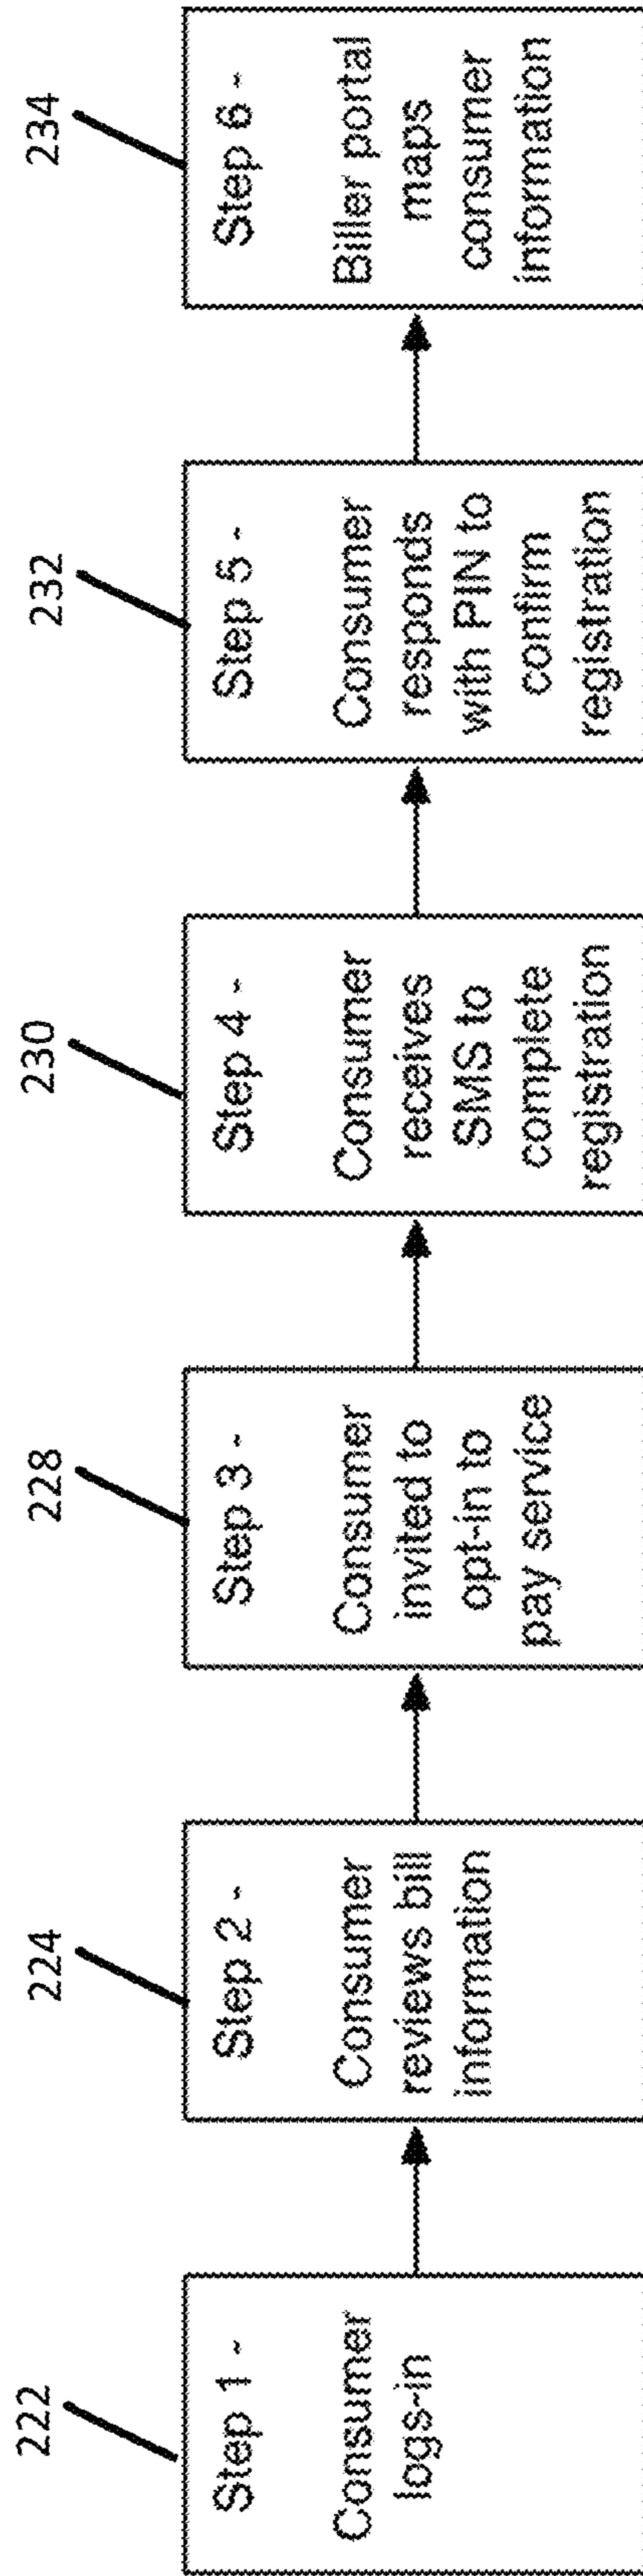 222
Step 1 -
Consumer
logs-in
224
Step 2 -
Consumer
reviews bill
information
228
Step 3 -
Consumer
invited to
opt-in to
pay service
230
Step 4 -
Consumer
receives
SMS to
complete
registration
232
Step 5 -
Consumer
responds
with PIN to
confirm
registration
234
Step 6 -
Biller portal
maps
consumer
information